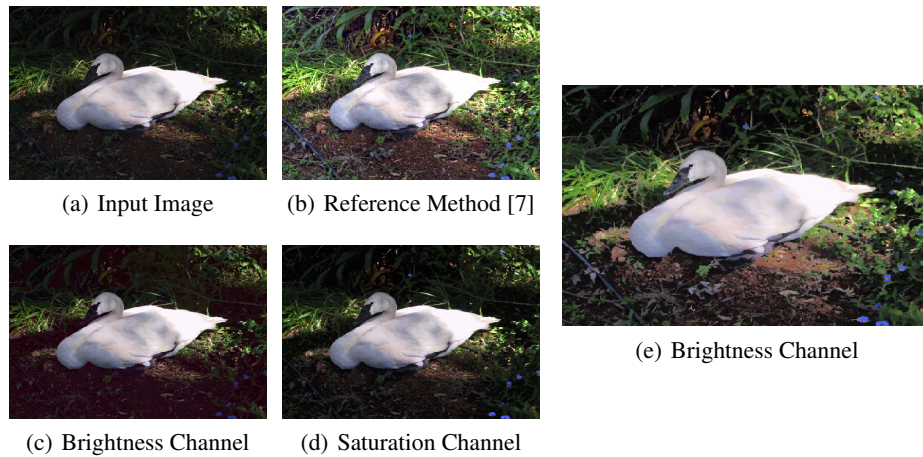 (a) Input Image
(b) Reference Method [7]
(c) Brightness Channel
(d) Saturation Channel
(e) Brightness Channel